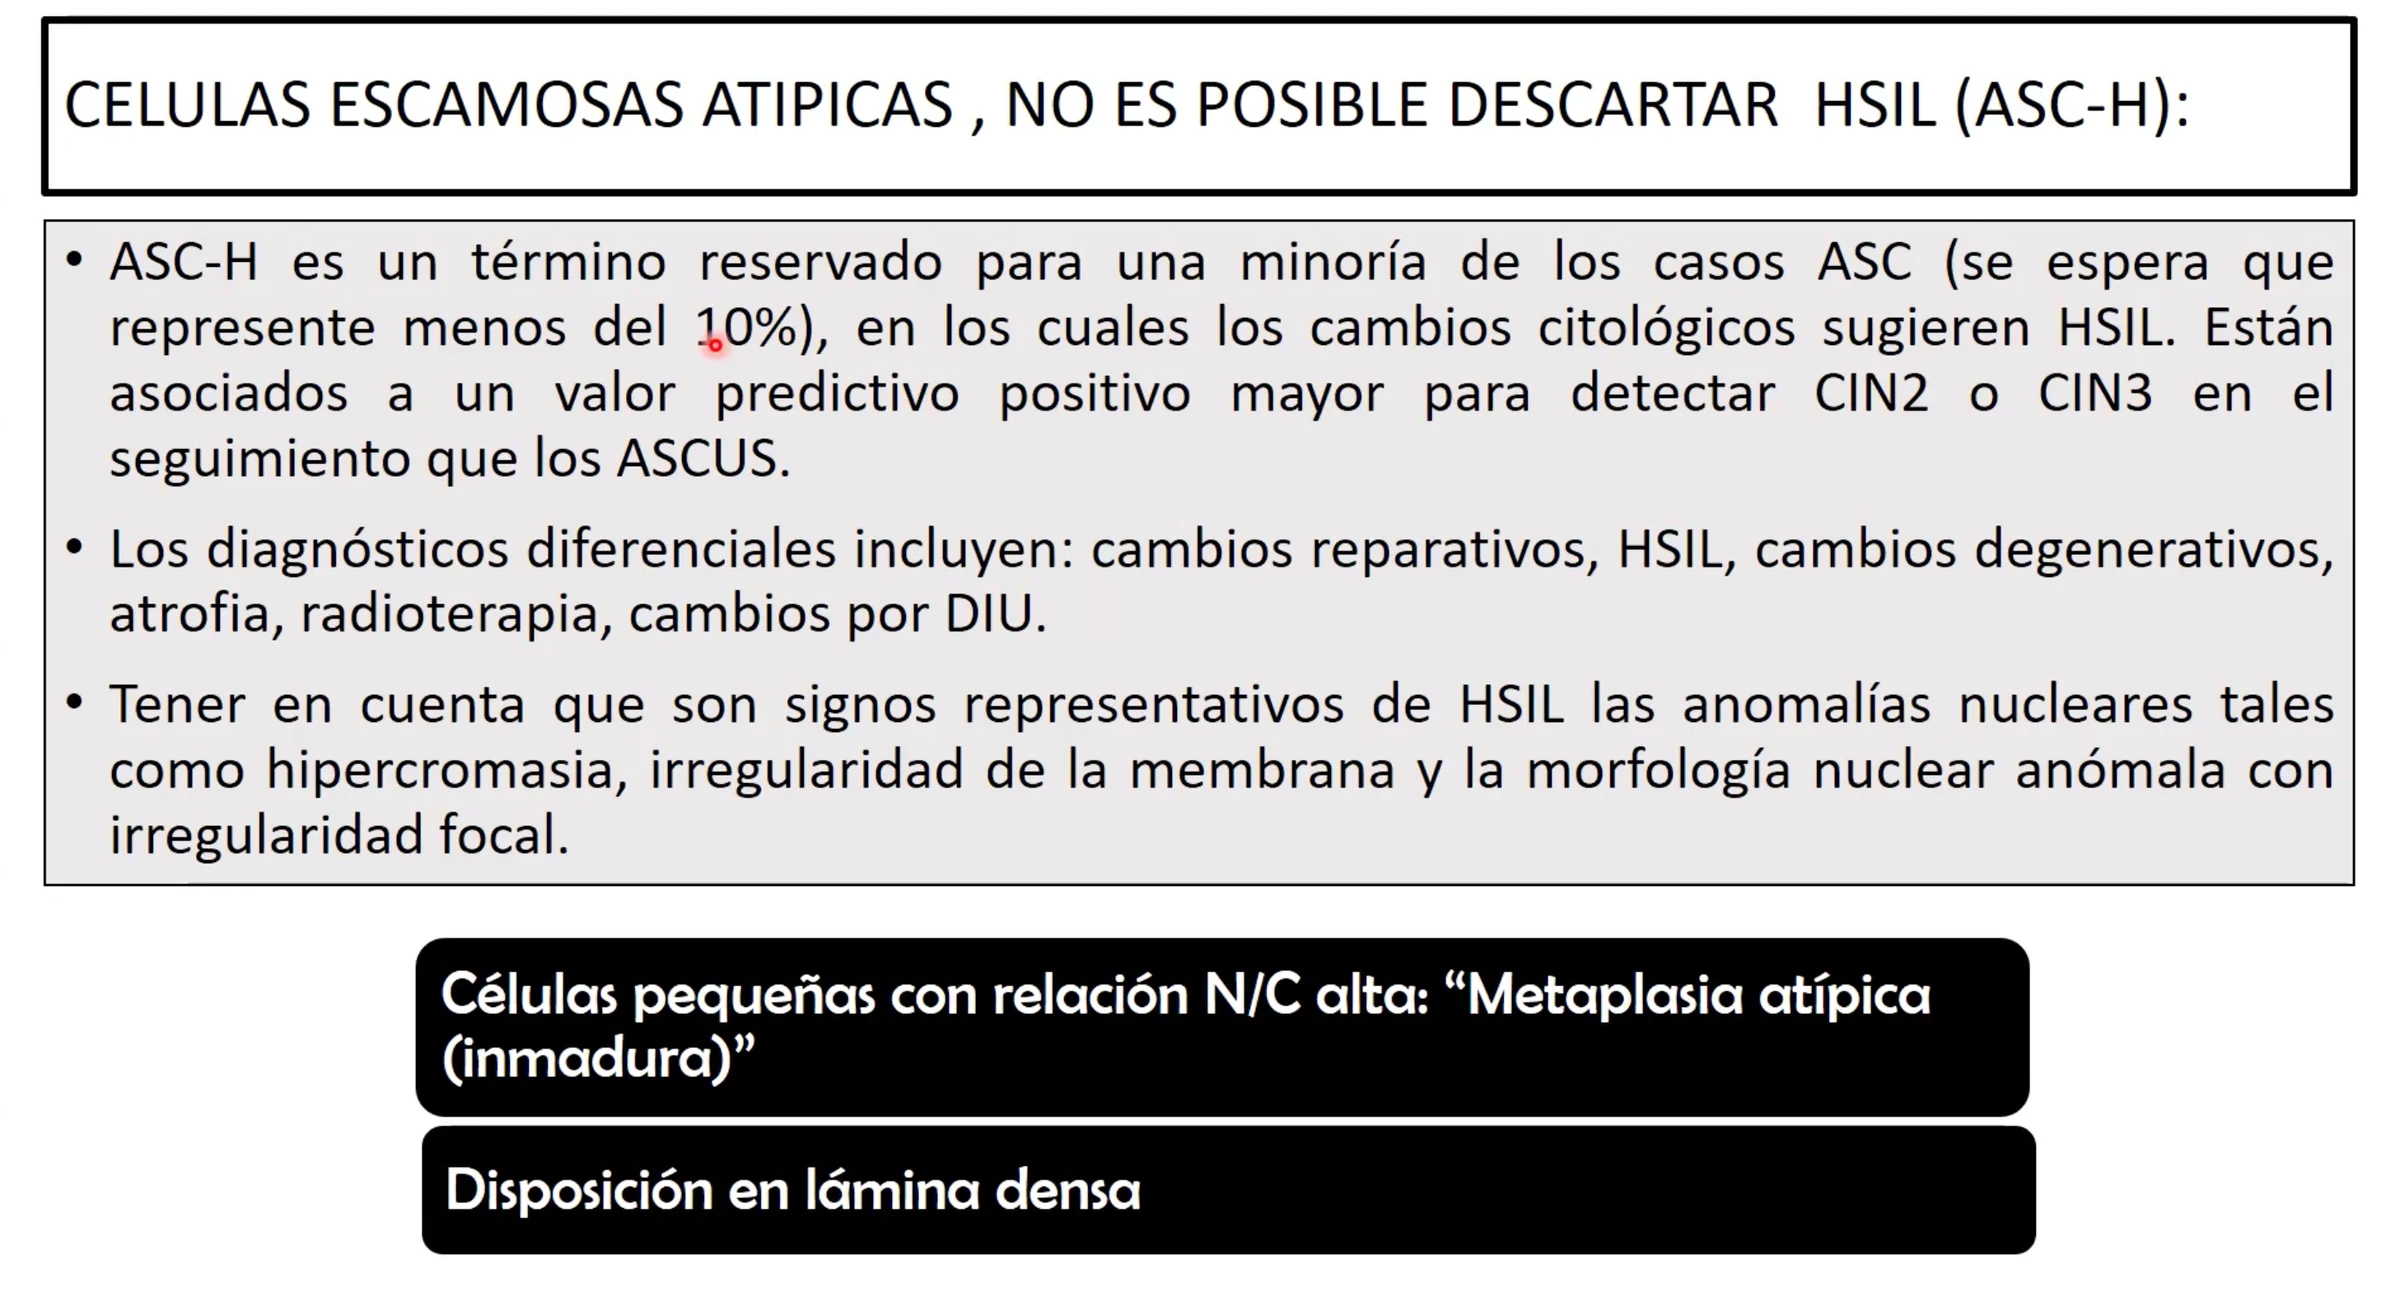 CELULAS ESCAMOSAS ATIPICAS , NO ES POSIBLE DESCARTAR HSIL (ASC-H):
• ASC-H es un término reservado para una minoría de los casos ASC (se espera que
represente menos del 10%), en los cuales los cambios citológicos sugieren HSIL. Están
asociados a un valor predictivo positivo mayor para detectar CIN2 o CIN3 en el
seguimiento que los ASCUS.
• Los diagnósticos diferenciales incluyen: cambios reparativos, HSIL, cambios degenerativos,
atrofia, radioterapia, cambios por DIU.
• Tener en cuenta que son signos representativos de HSIL las anomalías nucleares tales
como hipercromasia, irregularidad de la membrana y la morfología nuclear anómala con
irregularidad focal.
Células pequeñas con relación N/C alta: “Metaplasia atípica
(inmadura)”
Disposición en lámina densa